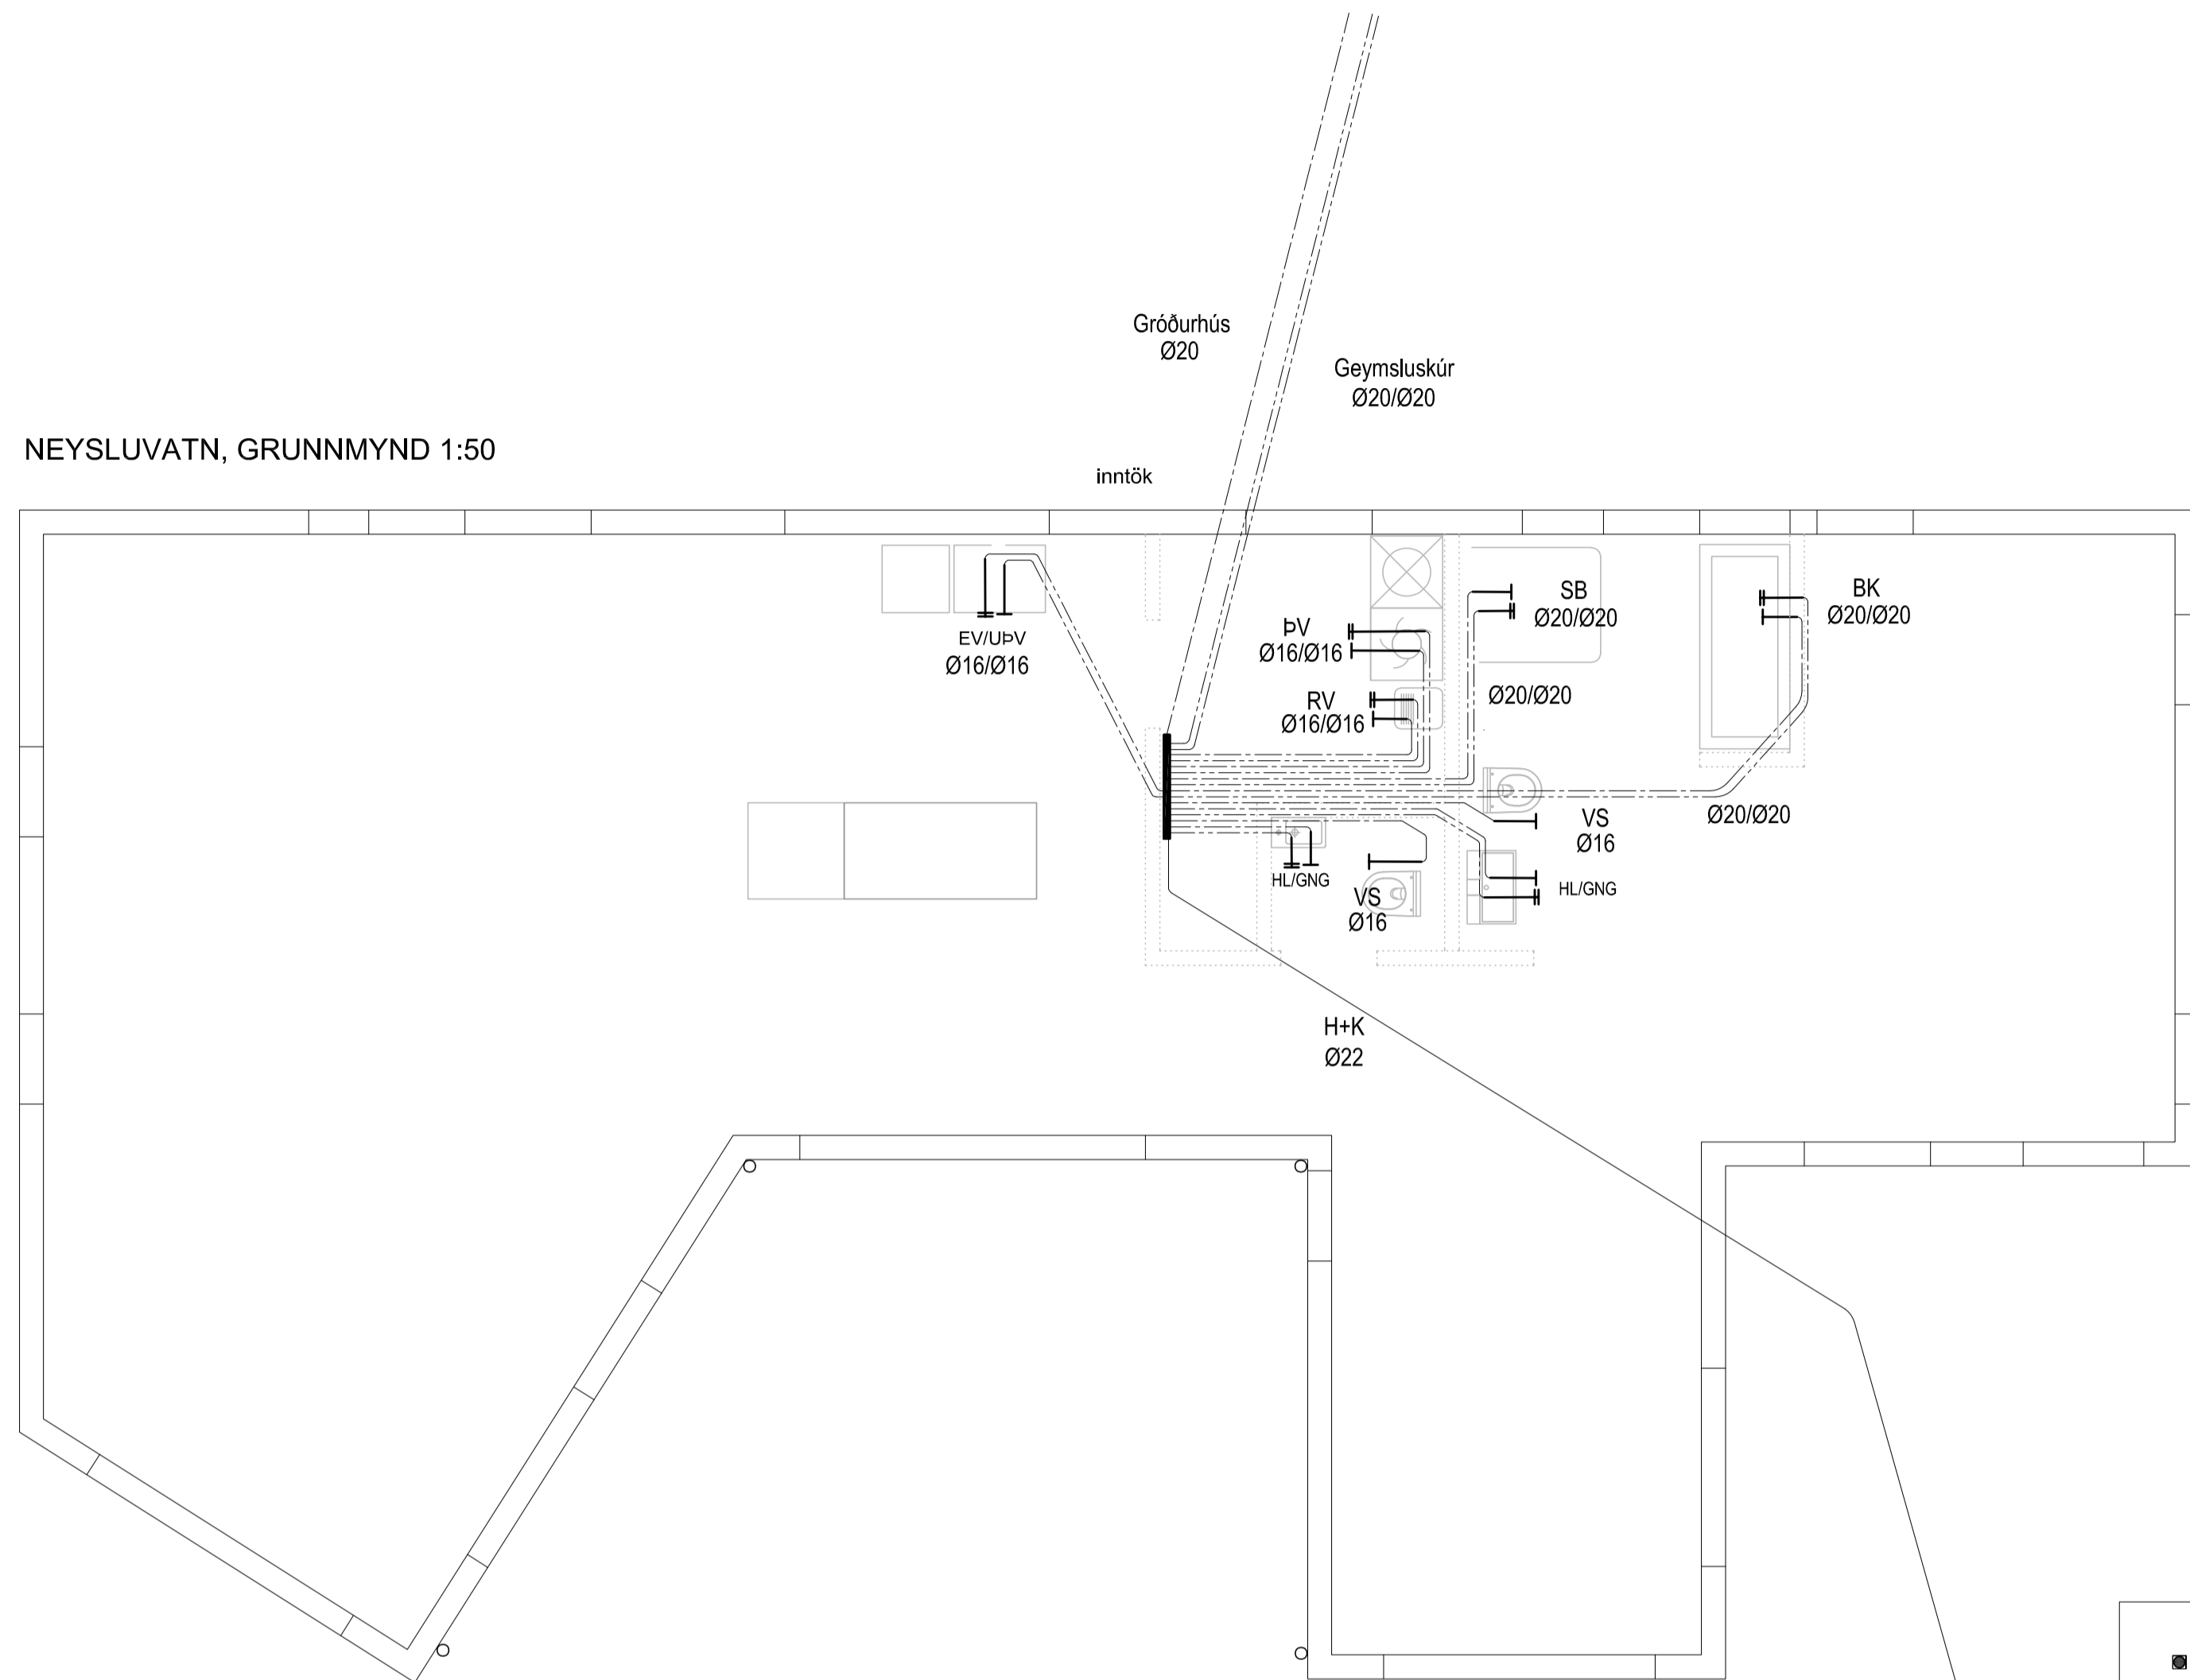 Gróðurhús
Ø20
Geymsluskúr
Ø20/Ø20
NEYSLUVATN, GRUNNMYND 1:50
inntök
EV/UÞV
Ø16/Ø16
ÞV
Ø16/Ø16
RV
Ø16/Ø16
SB
Ø20/Ø20
Ø20/Ø20
BK
Ø20/Ø20
Ø20/Ø20
VS
Ø16
HL/GNG
HL/GNG
VS
Ø16
H+K
Ø22